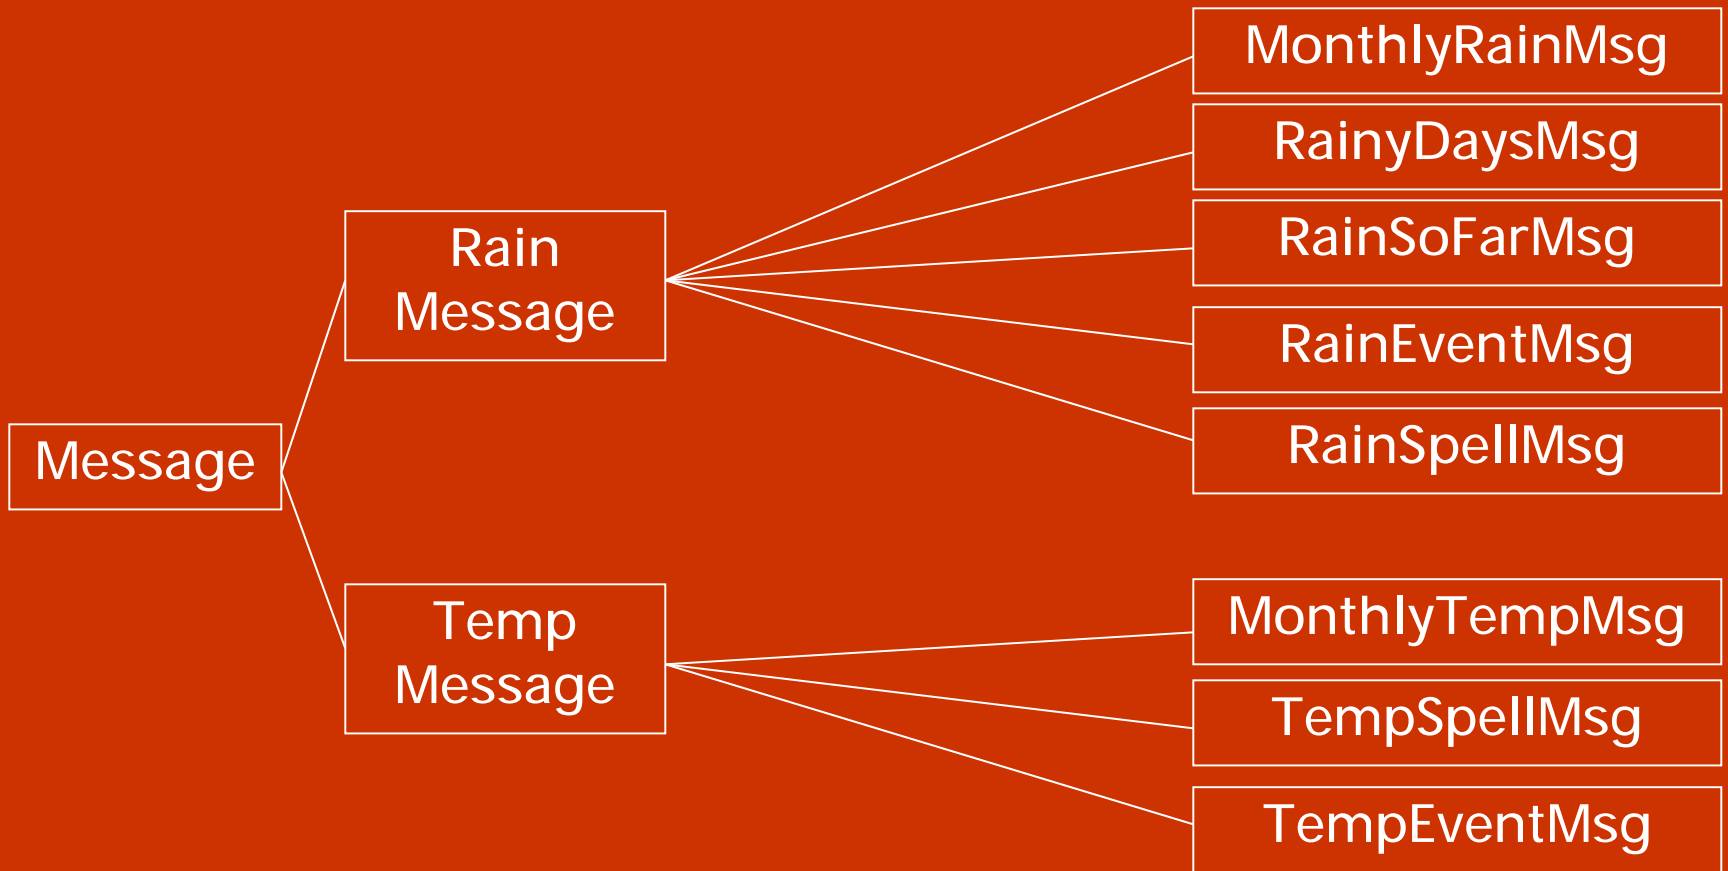 Message
Rain
Message
Temp
Message
MonthlyRainMsg
RainyDaysMsg
RainSoFarMsg
RainEventMsg
RainSpellMsg
MonthlyTempMsg
TempSpellMsg
TempEventMsg